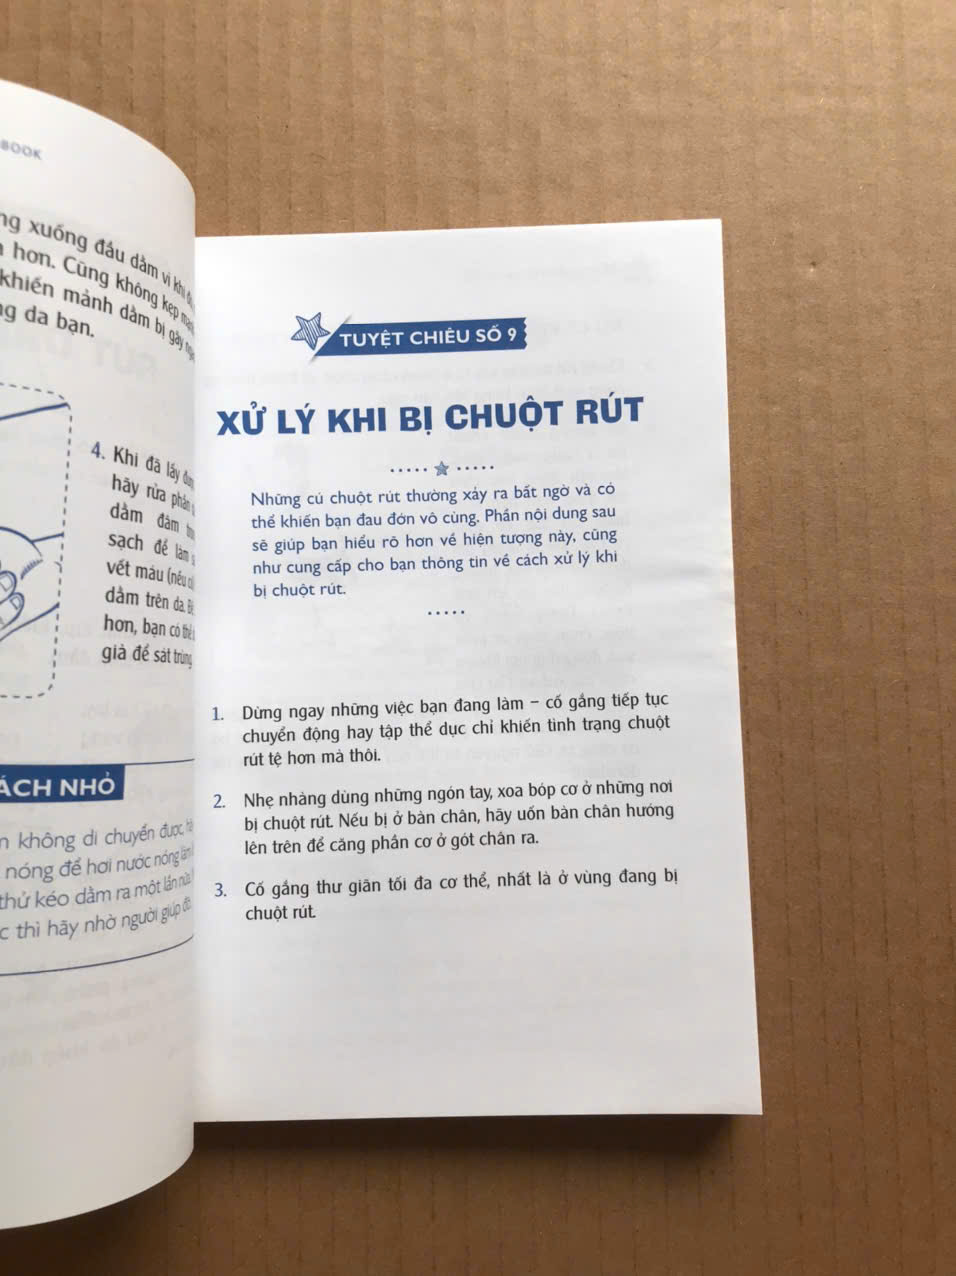 BOOK
xuống đầu dằm vì khi
hơn. Cũng không kẹp
khiến mảnh dằm bị gãy
da bạn.
4. Khi đã lấy
hãy rửa phần
dằm đâm
sạch để làm
vết máu (nếu
dằm trên da.
hơn, bạn có thể
già để sát trùng
ÁCH NHỎ
không di chuyển được,
nóng để hơi nước nóng làm
thử kéo dằm ra một lần nữa.
thì hãy nhờ người giúp đỡ.
TUYỆT CHIÊU SỐ 9
XỬ LÝ KHI BỊ CHUỘT RÚT
Những cú chuột rút thường xảy ra bất ngờ và có
thể khiến bạn đau đớn vô cùng. Phần nội dung sau
sẽ giúp bạn hiểu rõ hơn về hiện tượng này, cũng
như cung cấp cho bạn thông tin về cách xử lý khi
bị chuột rút.
1. Dừng ngay những việc bạn đang làm – cố gắng tiếp tục
chuyển động hay tập thể dục chỉ khiến tình trạng chuột
rút tệ hơn mà thôi.
2. Nhẹ nhàng dùng những ngón tay, xoa bóp cơ ở những nơi
bị chuột rút. Nếu bị ở bàn chân, hãy uốn bàn chân hướng
lên trên để căng phần cơ ở gót chân ra.
3. Cố gắng thư giãn tối đa cơ thể, nhất là ở vùng đang bị
chuột rút.